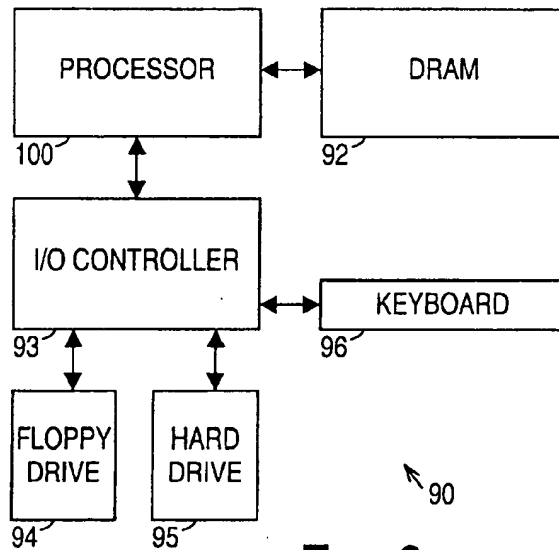 PROCESSOR
DRAM
100
92
I/O CONTROLLER
KEYBOARD
93
96
FLOPPY
DRIVE
HARD
DRIVE
94
95
90